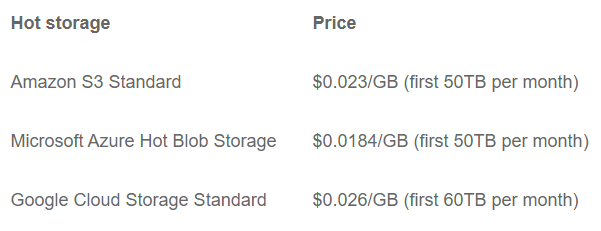 Hot storage Price
Amazon S3 Standard $0.023/GB (first 50TB per month)
Microsoft Azure Hot Blob Storage $0.0184/GB (first 50TB per month)
Google Cloud Storage Standard $0.026/GB (first 60TB per month)